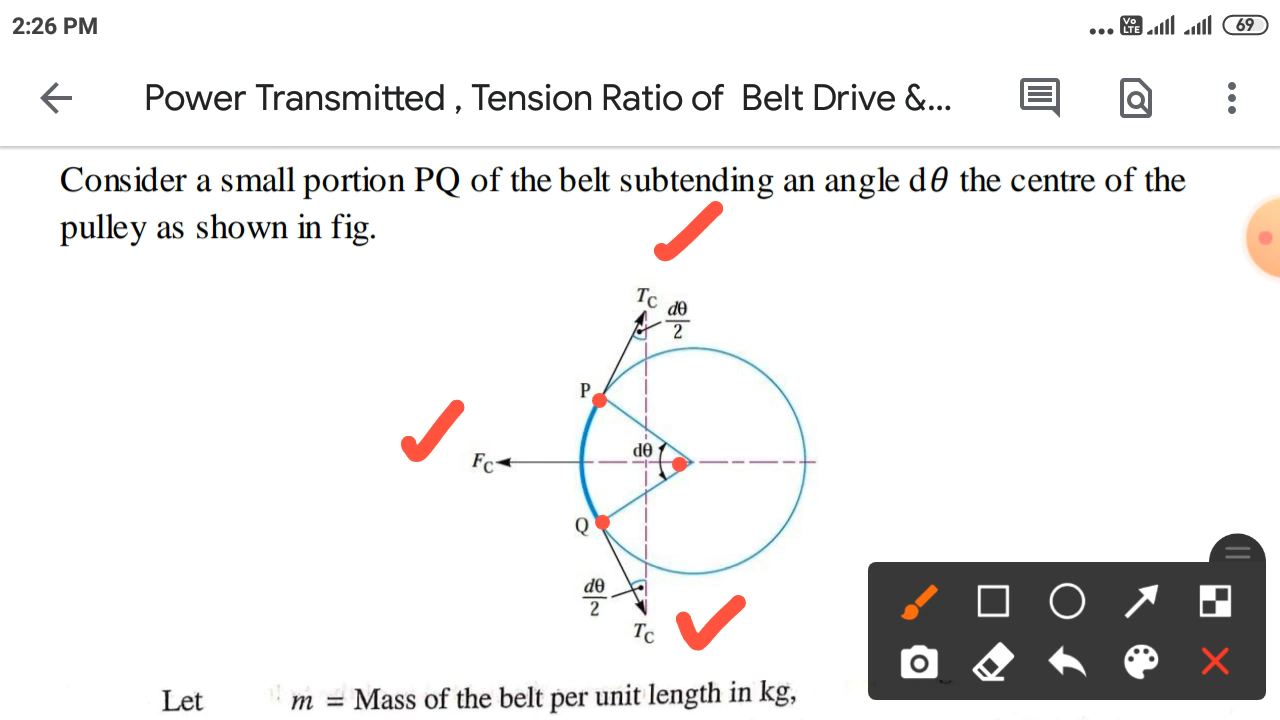 2:26 PM
Vo LTE
69
Power Transmitted , Tension Ratio of Belt Drive &...
Consider a small portion PQ of the belt subtending an angle dθ the centre of the
pulley as shown in fig.
TC
dθ
2
P
dθ
FC
Q
dθ
2
TC
Let m = Mass of the belt per unit length in kg,